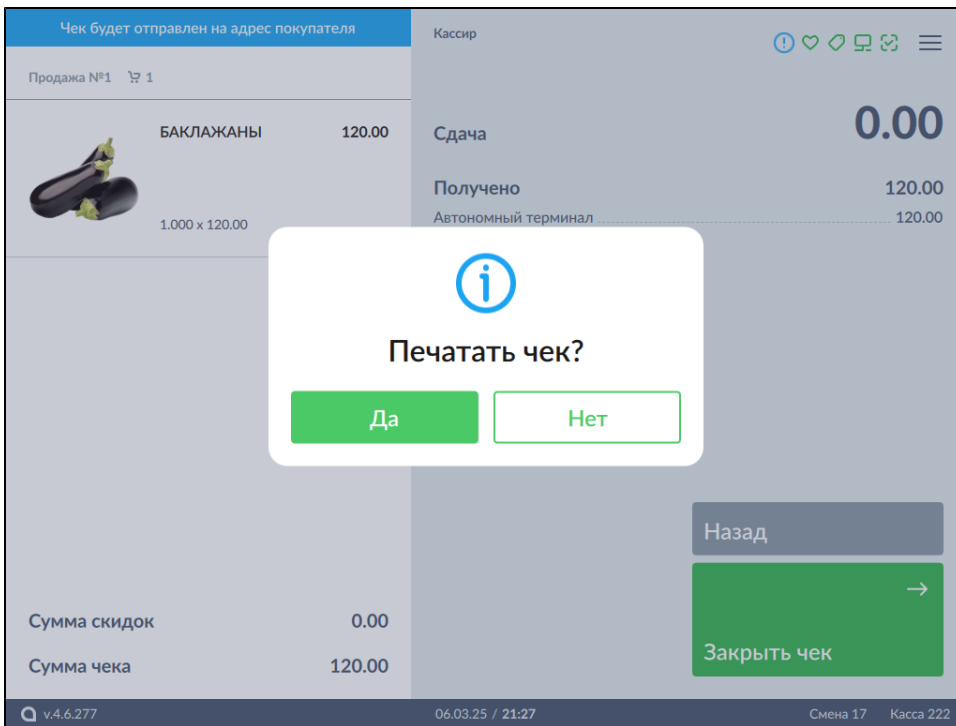 Чек будет отправлен на адрес покупателя
Кассир
Продажа №1 1
БАКЛАЖАНЫ 120.00
1.000 x 120.00
Сдача 0.00
Получено 120.00
Автономный терминал 120.00
Печатать чек?
Да
Нет
Назад
Закрыть чек
Сумма скидок 0.00
Сумма чека 120.00
v.4.6.277
06.03.25 / 21:27
Смена 17 Касса 222